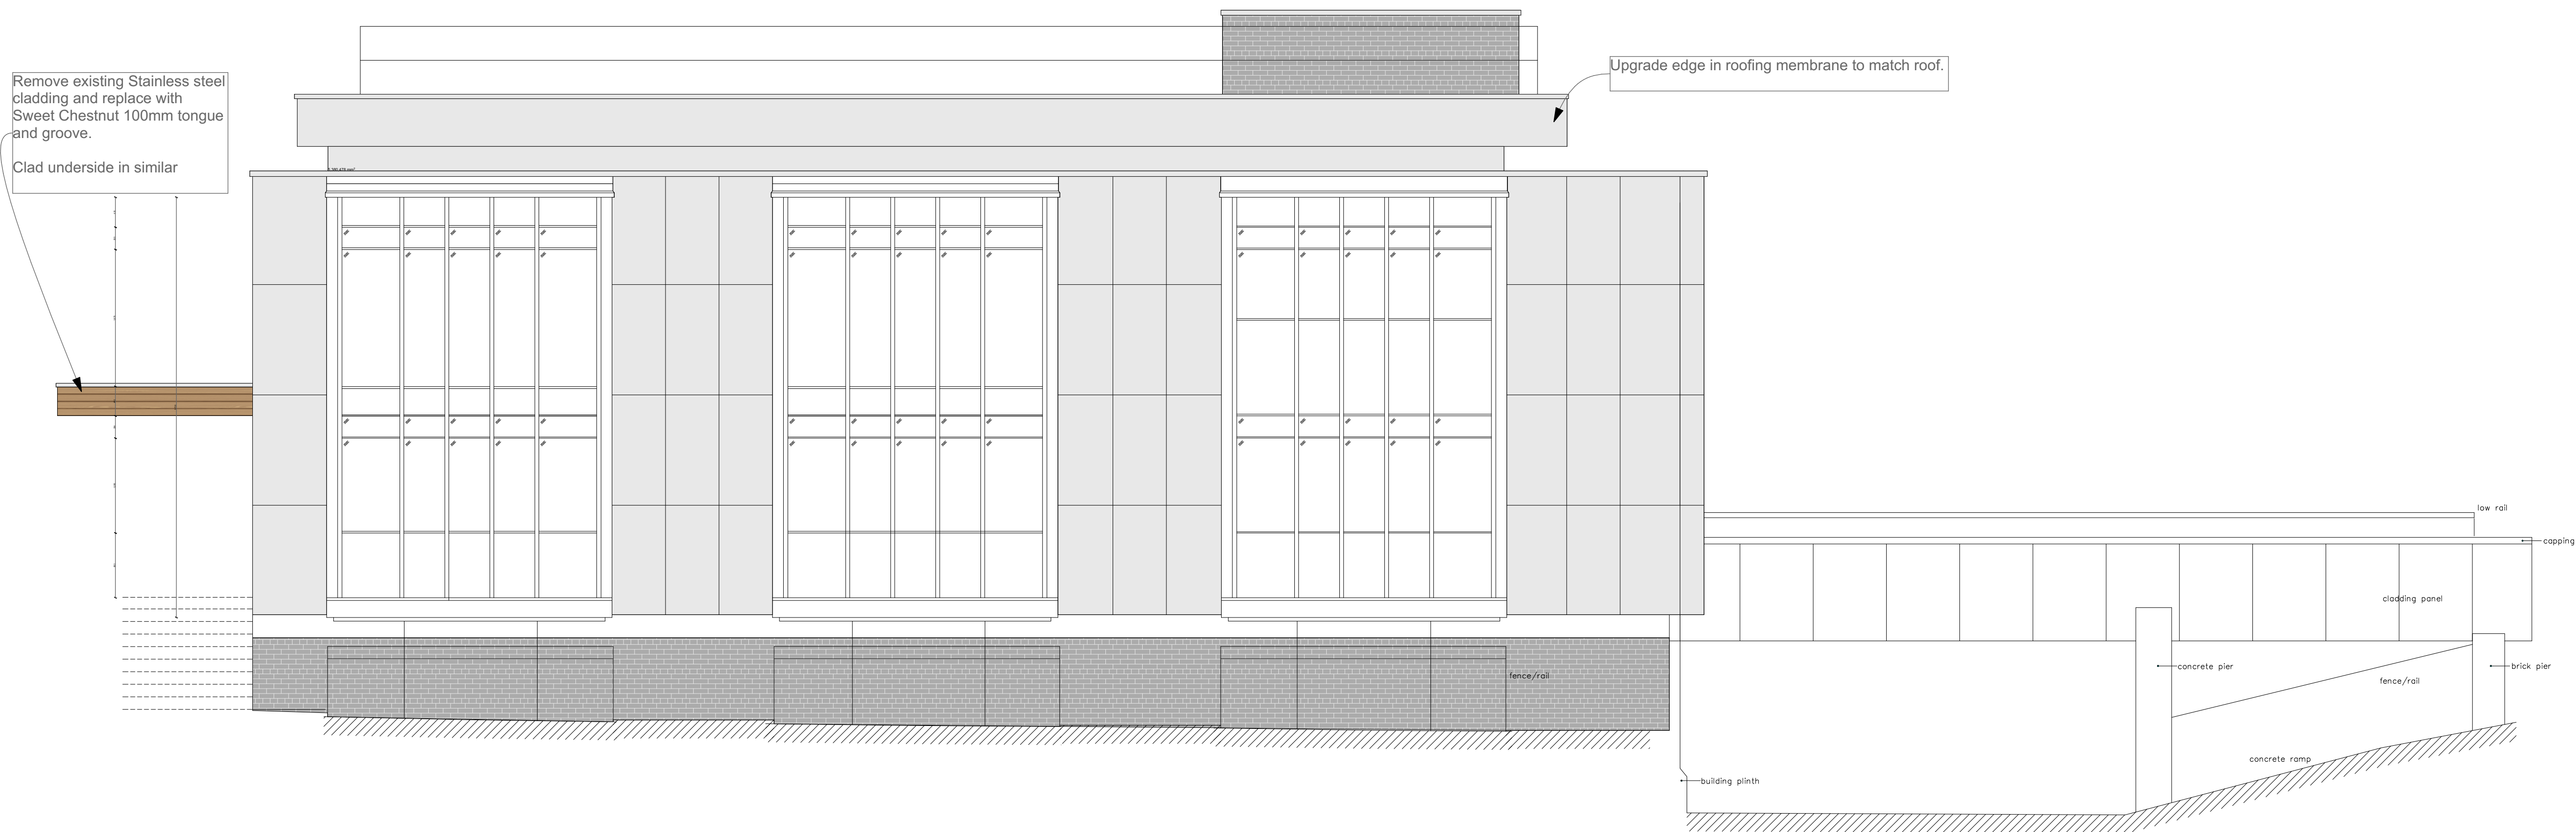 Remove existing Stainless steel
cladding and replace with
Sweet Chestnut 100mm tongue
and groove.
Clad underside in similar
Upgrade edge in roofing membrane to match roof.
low rail
capping
cladding panel
concrete pier
brick pier
fence/rail
fence/rail
concrete ramp
building plinth